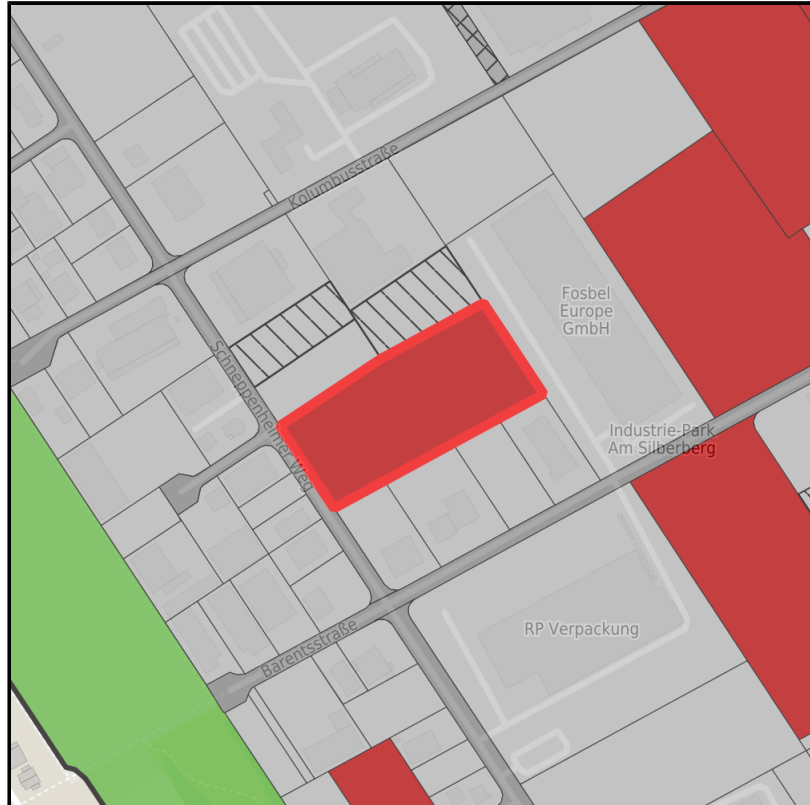 Kolumbusstraße
Fosbel
Europe
GmbH
Schneppenheimer Weg
Industrie-Park
Am Silberberg
RP Verpackung
Barentsstraße